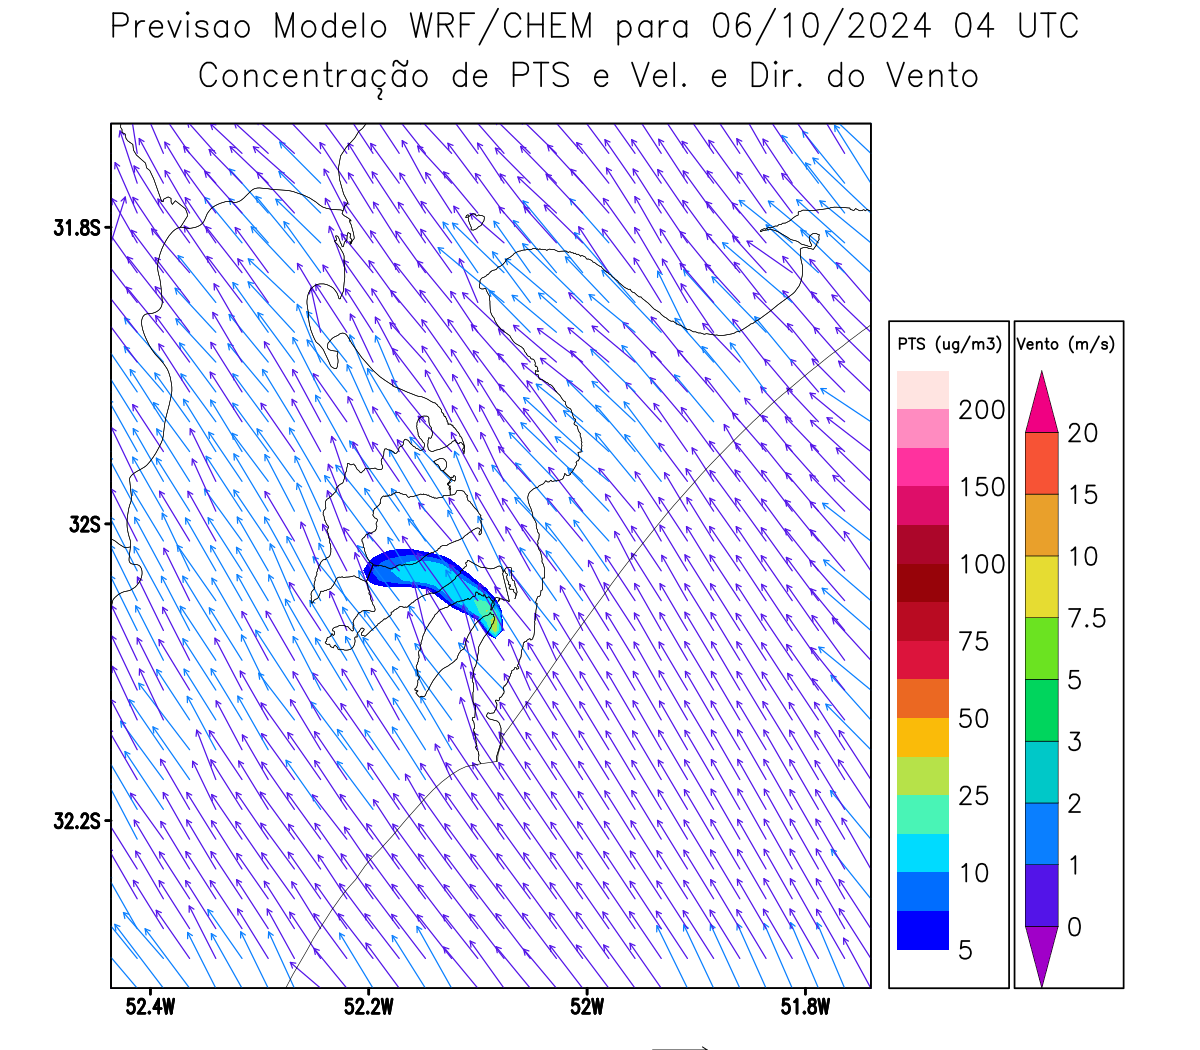 Previsao Modelo WRF/CHEM para 06/10/2024 04 UTC
Concentração de PTS e Vel. e Dir. do Vento
31.8S
32S
32.2S
52.4W
52.2W
52W
51.8W
PTS (ug/m3)
200
150
100
75
50
25
10
5
Vento (m/s)
20
15
10
7.5
5
3
2
1
0